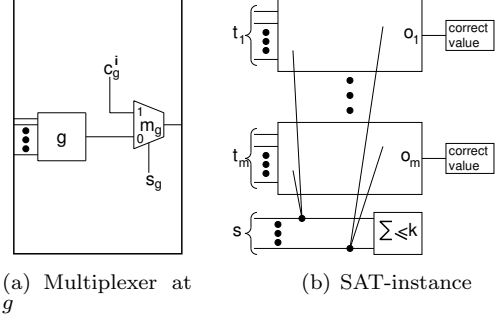 c_g^i
1
g
m_g
0
s_g
(a) Multiplexer at
g
t_1
o_1
correct
value
t_m
o_m
correct
value
s
∑ ≤k
(b) SAT-instance